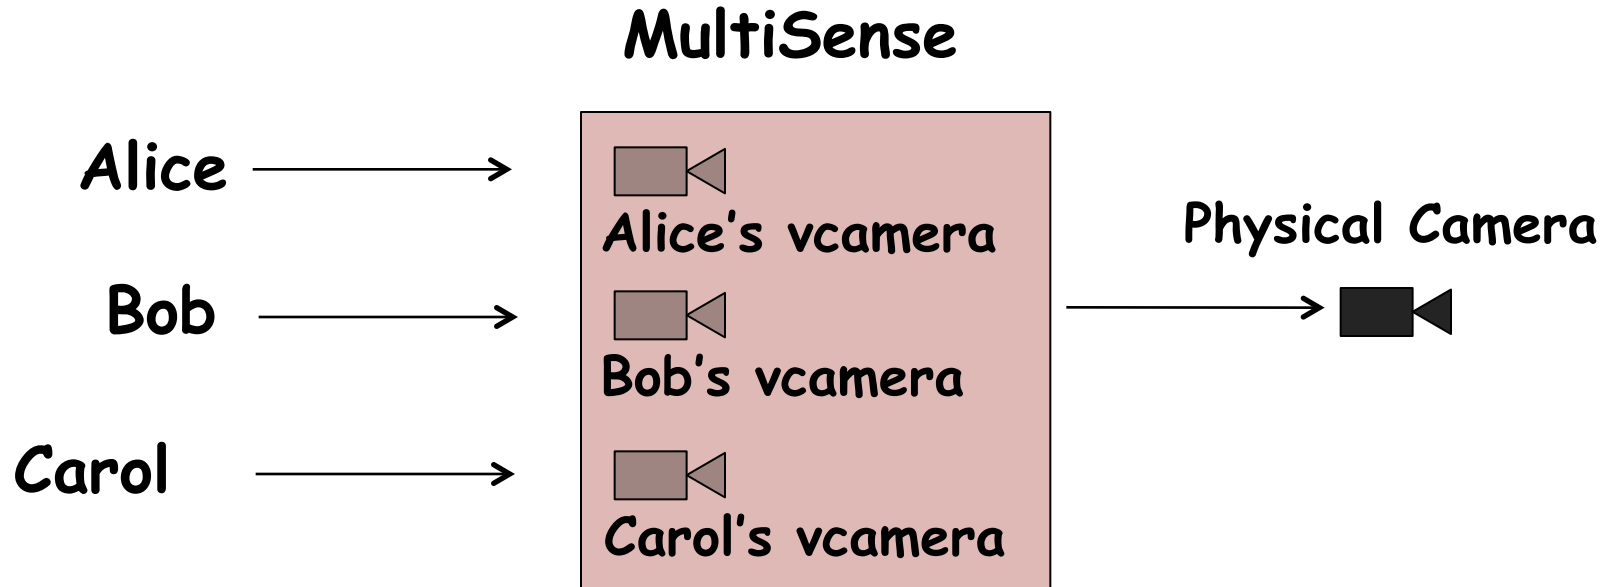 MultiSense
Alice
Alice's vcamera
Physical Camera
Bob
Bob's vcamera
Carol
Carol's vcamera